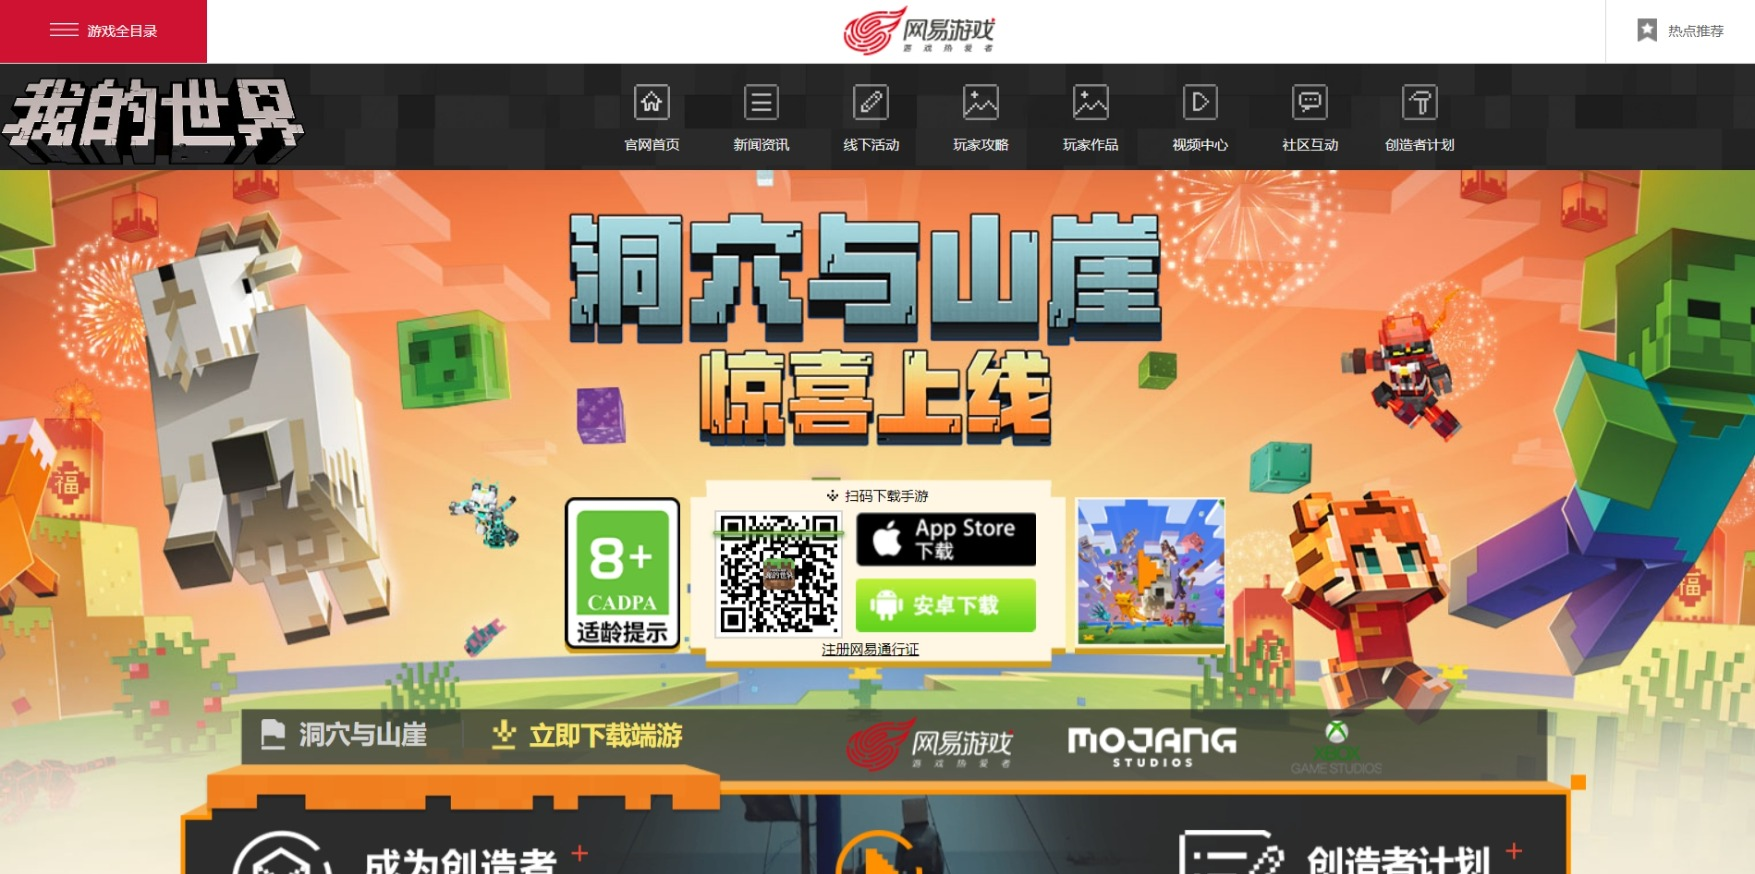 游戏全目录
网易游戏
游戏热爱者
热点推荐
我的世界
官网首页
新闻资讯
线下活动
玩家攻略
玩家作品
视频中心
社区互动
创造者计划
洞穴与山崖
惊喜上线
福
8+
CADPA
适龄提示
扫码下载手游
我的世界
App Store
下载
安卓下载
注册网易通行证
福
洞穴与山崖
立即下载端游
网易游戏
游戏热爱者
MOJANG
STUDIOS
XBOX
GAME STUDIOS
成为创造者
创造者计划